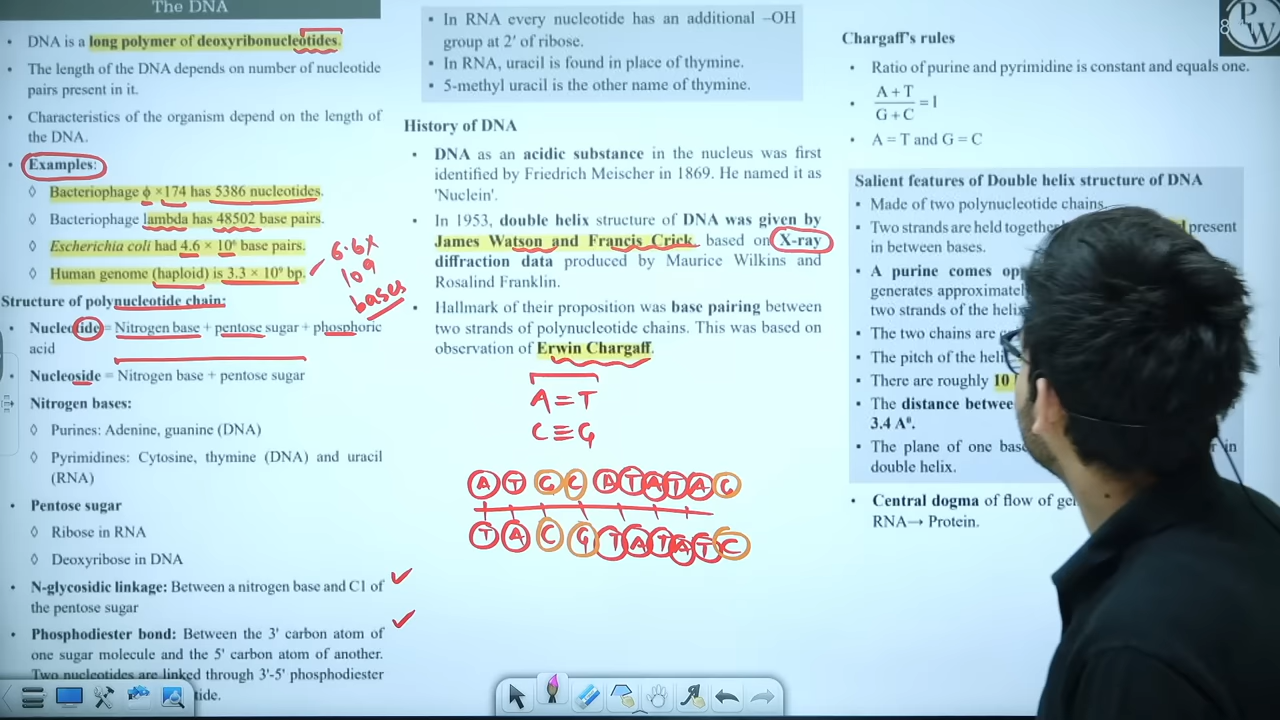 The DNA
• DNA is a long polymer of deoxyribonucleotides.
• The length of the DNA depends on number of nucleotide
pairs present in it.
• Characteristics of the organism depend on the length of
the DNA.
• Examples:
◊ Bacteriophage ϕ ×174 has 5386 nucleotides.
◊ Bacteriophage lambda has 48502 base pairs.
◊ Escherichia coli had 4.6 × 10⁶ base pairs.
◊ Human genome (haploid) is 3.3 × 10⁹ bp.
6.6×
10⁹
bases
Structure of polynucleotide chain:
• Nucleotide = Nitrogen base + pentose sugar + phosphoric
acid
• Nucleoside = Nitrogen base + pentose sugar
• Nitrogen bases:
◊ Purines: Adenine, guanine (DNA)
◊ Pyrimidines: Cytosine, thymine (DNA) and uracil
(RNA)
• Pentose sugar
◊ Ribose in RNA
◊ Deoxyribose in DNA
• N-glycosidic linkage: Between a nitrogen base and C1 of
the pentose sugar
• Phosphodiester bond: Between the 3' carbon atom of
one sugar molecule and the 5' carbon atom of another.
Two nucleotides are linked through 3'-5' phosphodiester
tide.
• In RNA every nucleotide has an additional –OH
group at 2' of ribose.
• In RNA, uracil is found in place of thymine.
• 5-methyl uracil is the other name of thymine.
History of DNA
• DNA as an acidic substance in the nucleus was first
identified by Friedrich Meischer in 1869. He named it as
'Nuclein'.
• In 1953, double helix structure of DNA was given by
James Watson and Francis Crick, based on X-ray
diffraction data produced by Maurice Wilkins and
Rosalind Franklin.
• Hallmark of their proposition was base pairing between
two strands of polynucleotide chains. This was based on
observation of Erwin Chargaff.
A=T
C≡G
A T G C A T A T A G
T A C G T A T A T C
PW
8
Chargaff's rules
• Ratio of purine and pyrimidine is constant and equals one.
• A + T
G + C = 1
• A = T and G = C
Salient features of Double helix structure of DNA
• Made of two polynucleotide chains.
• Two strands are held together present
in between bases.
• A purine comes
generates
two strands of the
• The two chains are
• The pitch of the
• There are roughly 10
• The distance
3.4 A°.
• The plane of one in
double helix.
• Central dogma of flow of
RNA→ Protein.